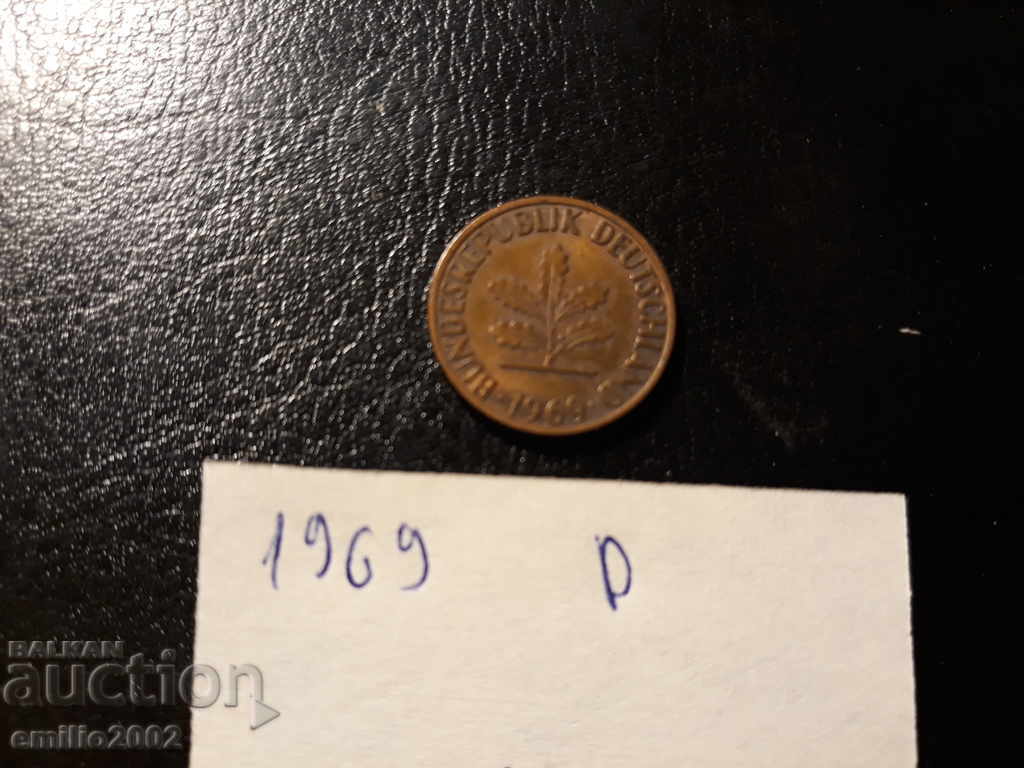 BUNDESREPUBLIK DEUTSCHLAND
1969
1969 D
BALKAN
auction
emilio2002